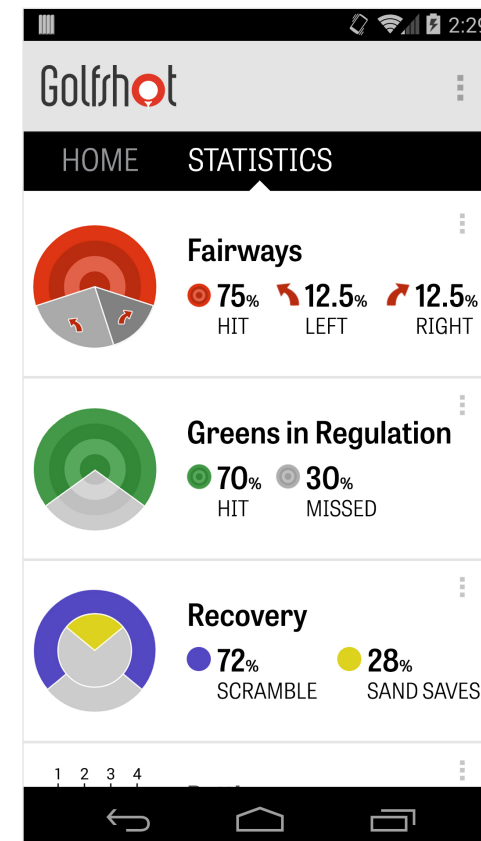 2:29
Golfshot
HOME STATISTICS
Fairways
75% 12.5% 12.5%
HIT LEFT RIGHT
Greens in Regulation
70% 30%
HIT MISSED
Recovery
72% 28%
SCRAMBLE SAND SAVES
1 2 3 4